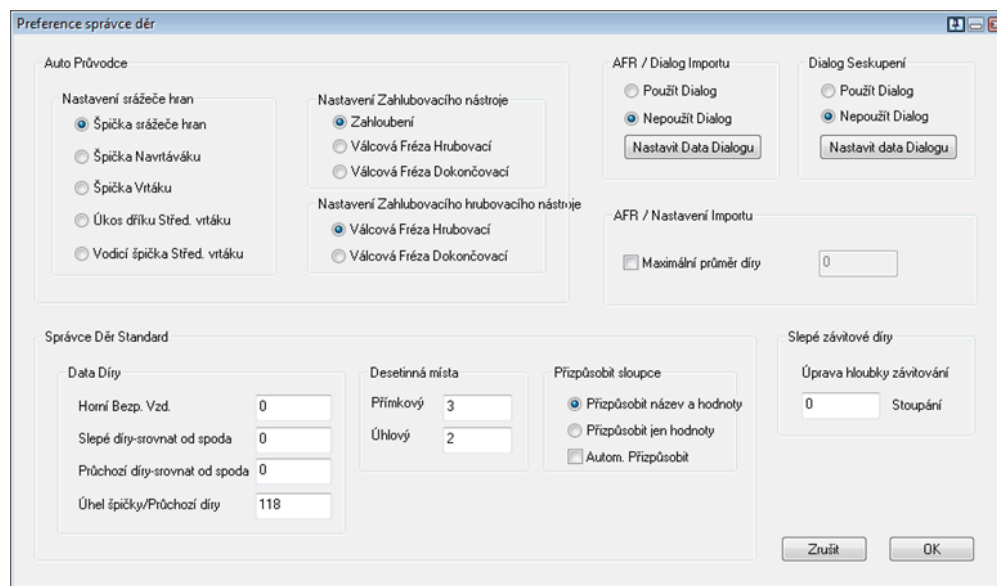 Preference správce děr
Auto Průvodce
Nastavení srážeče hran
Špička srážeče hran
Špička Navrtáváku
Špička Vrtáku
Úkos dříku Střed. vrtáku
Vodicí špička Střed. vrtáku
Nastavení Zahlubovacího nástroje
Zahloubení
Válcová Fréza Hrubovací
Válcová Fréza Dokončovací
Nastavení Zahlubovacího hrubovacího nástroje
Válcová Fréza Hrubovací
Válcová Fréza Dokončovací
AFR / Dialog Importu
Použít Dialog
Nepoužít Dialog
Nastavit Data Dialogu
Dialog Seskupení
Použít Dialog
Nepoužít Dialog
Nastavit data Dialogu
AFR / Nastavení Importu
Maximální průměr díry 0
Správce Děr Standard
Data Díry
Horní Bezp. Vzd. 0
Slepé díry-srovnat od spoda 0
Průchozí díry-srovnat od spoda 0
Úhel špičky/Průchozí díry 118
Desetinná místa
Přímkový 3
Úhlový 2
Přizpůsobit sloupce
Přizpůsobit název a hodnoty
Přizpůsobit jen hodnoty
Autom. Přizpůsobit
Slepé závitové díry
Úprava hloubky závitování
0 Stoupání
Zrušit OK